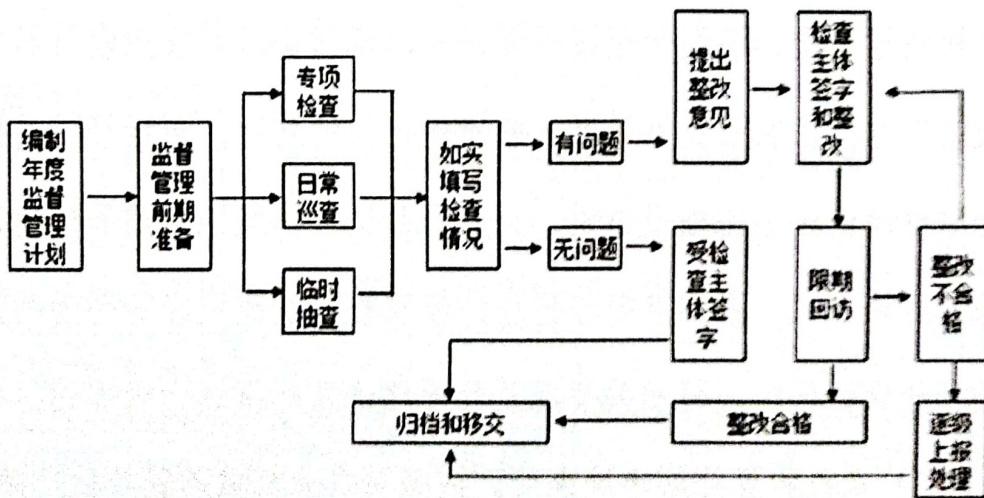 编制
年度
监督
管理
计划
监督
管理
前期
准备
专项
检查
日常
巡查
临时
抽查
如实
填写
检查
情况
有问题
无问题
提出
整改
意见
受检
查主
体签
字
检查
主体
签字
和整
改
限期
回访
整改
不合
格
归档和移交
整改合格
逐级
上报
处理